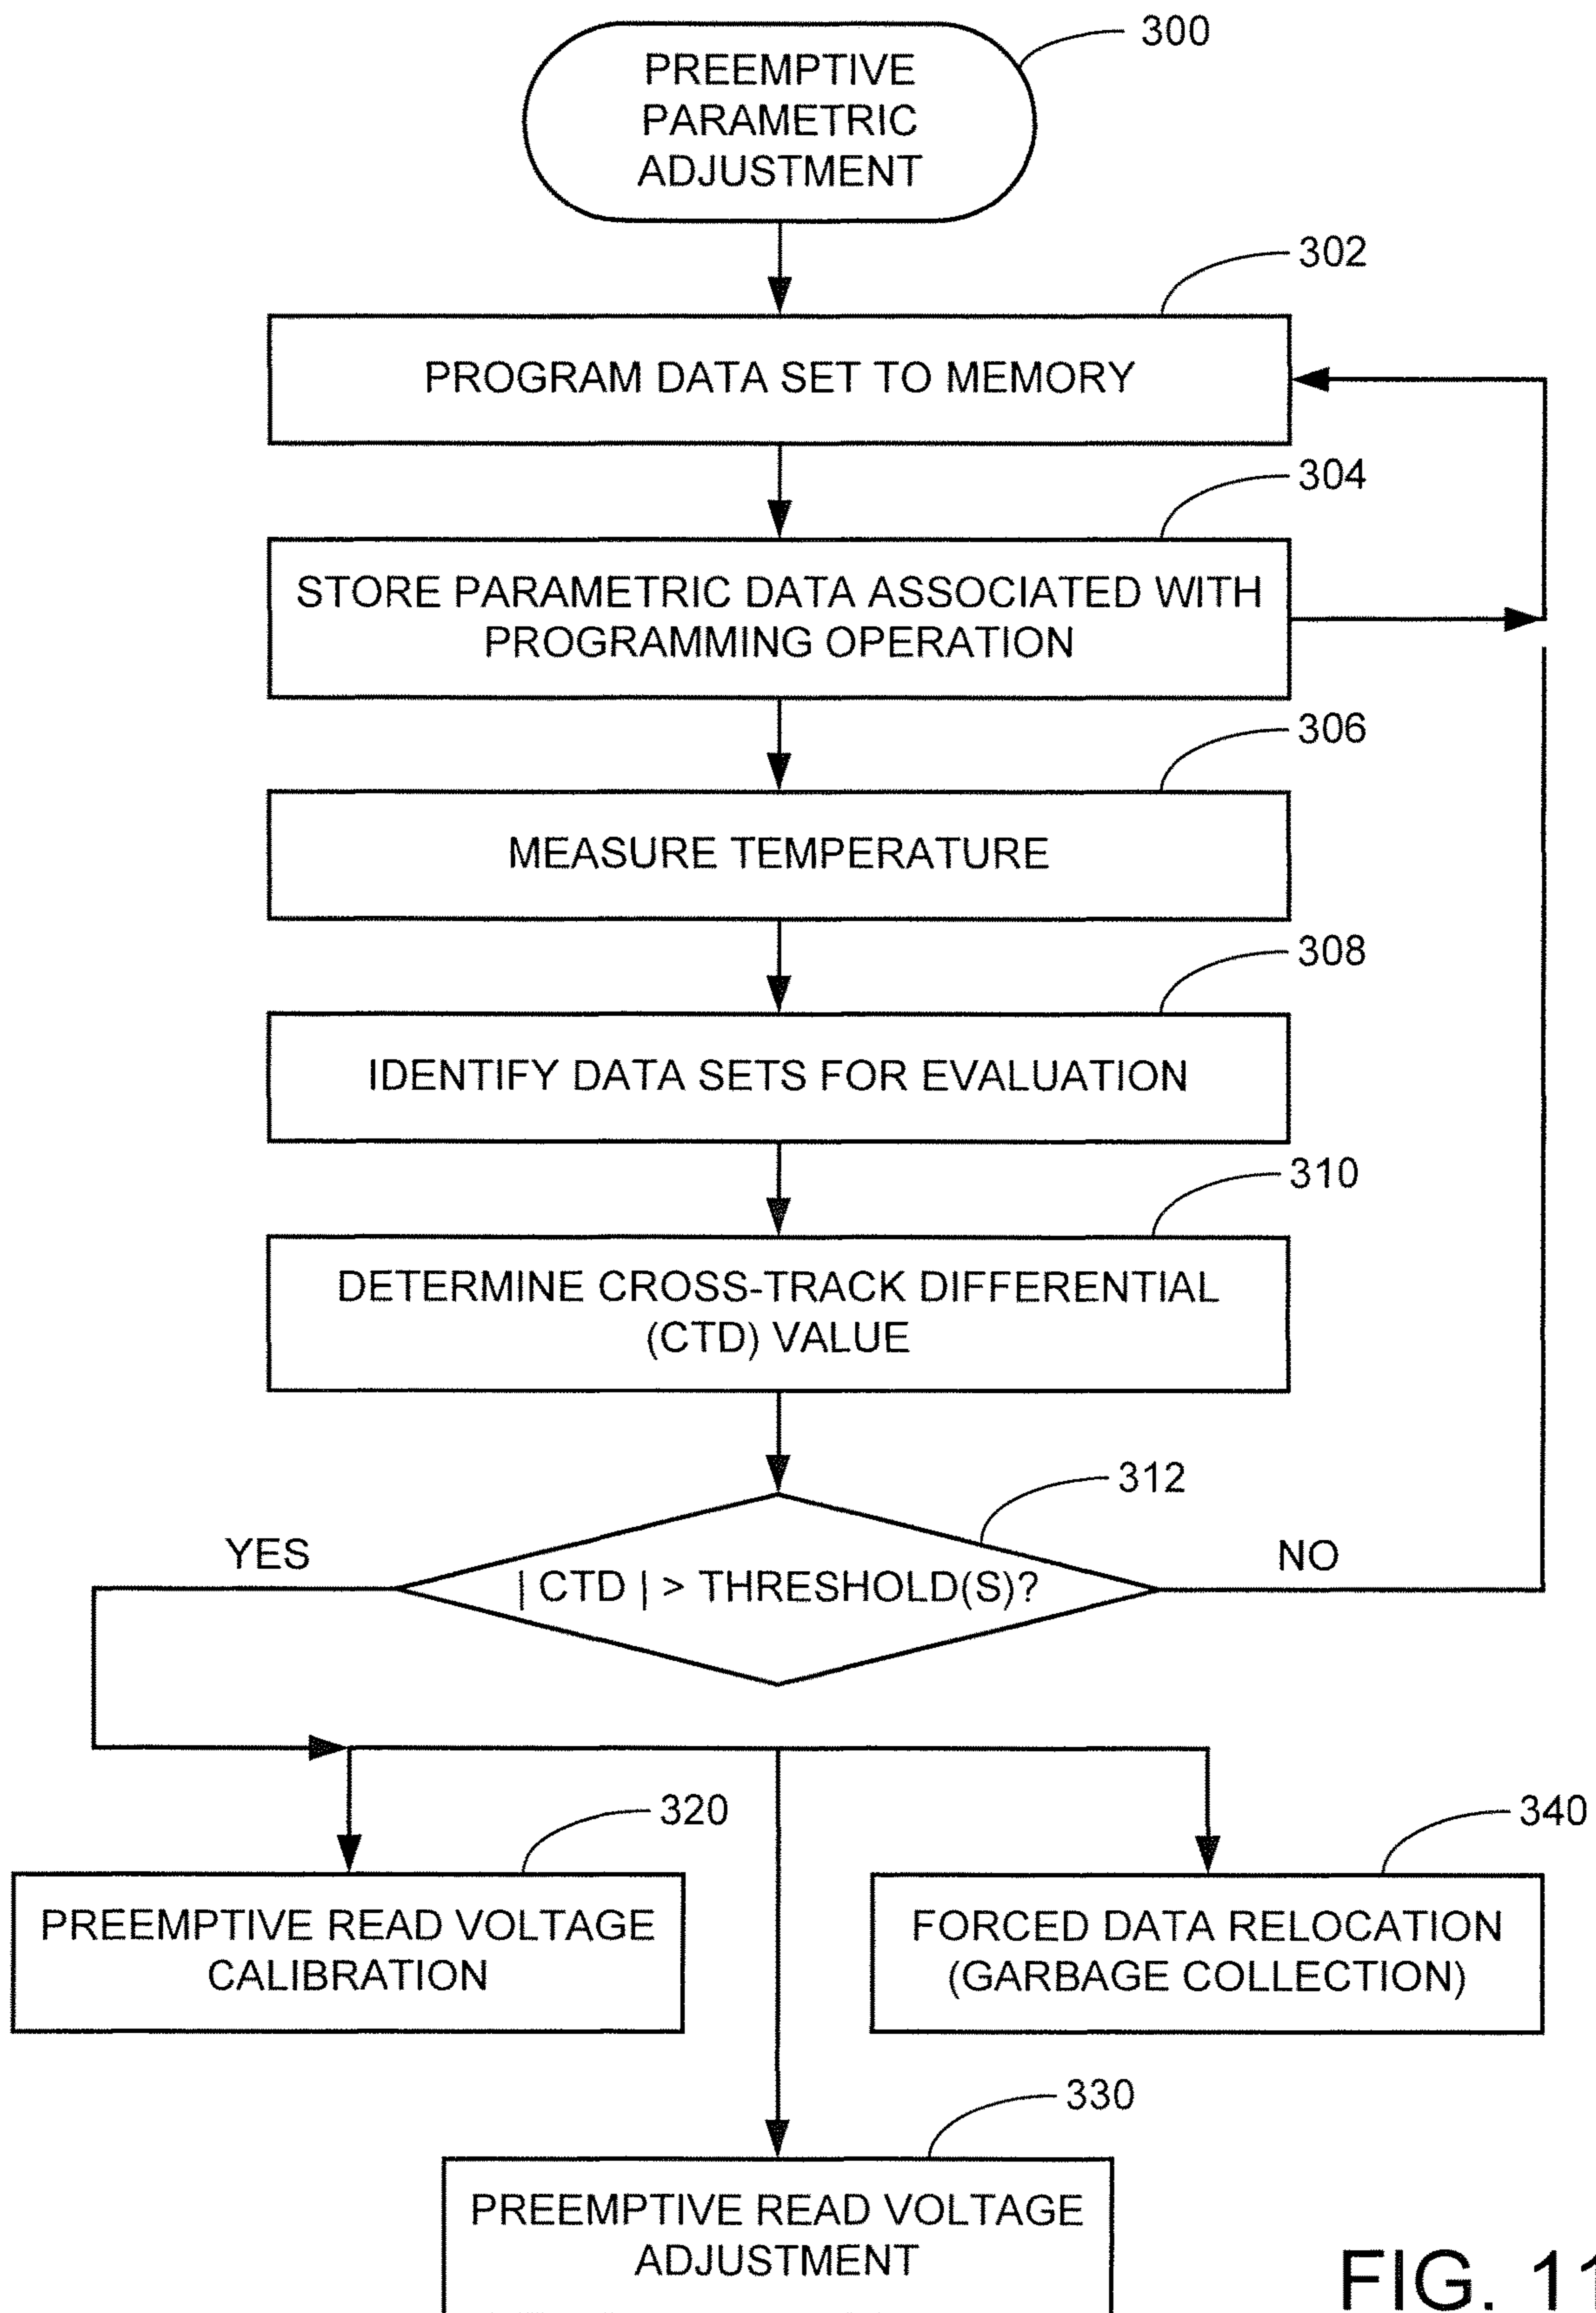 300
PREEMPTIVE
PARAMETRIC
ADJUSTMENT
302
PROGRAM DATA SET TO MEMORY
304
STORE PARAMETRIC DATA ASSOCIATED WITH
PROGRAMMING OPERATION
306
MEASURE TEMPERATURE
308
IDENTIFY DATA SETS FOR EVALUATION
310
DETERMINE CROSS-TRACK DIFFERENTIAL
(CTD) VALUE
312
YES
| CTD | > THRESHOLD(S)?
NO
320
340
PREEMPTIVE READ VOLTAGE
CALIBRATION
FORCED DATA RELOCATION
(GARBAGE COLLECTION)
330
PREEMPTIVE READ VOLTAGE
ADJUSTMENT
FIG. 11